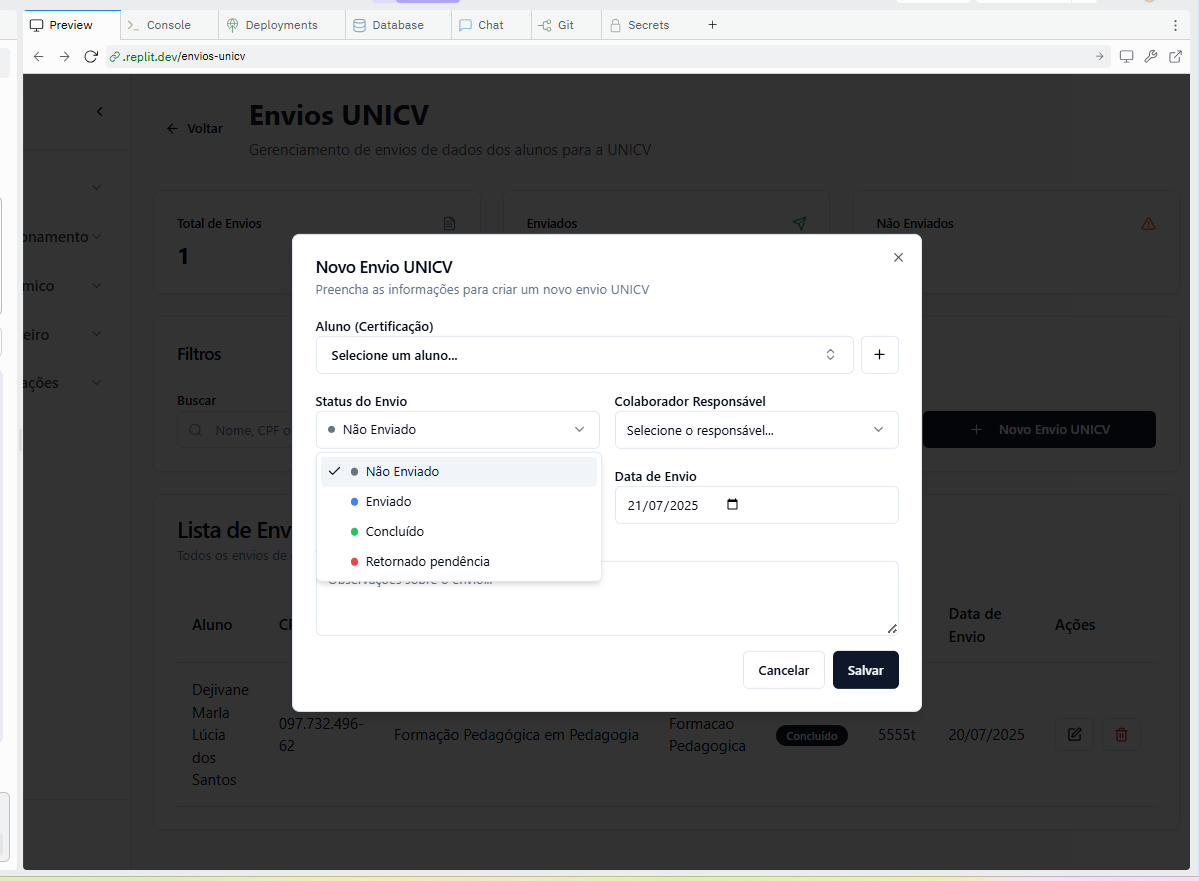 Preview
Console
Deployments
Database
Chat
Git
Secrets
.replit.dev/envios-unicv
Voltar
Envios UNICV
Gerenciamento de envios de dados dos alunos para a UNICV
onamento
mico
eiro
ações
Total de Envios
1
Enviados
Não Enviados
Filtros
Buscar
Nome, CPF o
Novo Envio UNICV
Novo Envio UNICV
Preencha as informações para criar um novo envio UNICV
Aluno (Certificação)
Selecione um aluno...
Status do Envio
Não Enviado
Colaborador Responsável
Selecione o responsável...
Não Enviado
Enviado
Concluído
Retornado pendência
Data de Envio
21/07/2025
Observações sobre o envio...
Cancelar
Salvar
Lista de Env
Todos os envios de
Aluno
CP
Data de
Envio
Ações
Dejivane
Marla
Lúcia
dos
Santos
097.732.496-
62
Formação Pedagógica em Pedagogia
Formacao
Pedagogica
Concluído
5555t
20/07/2025